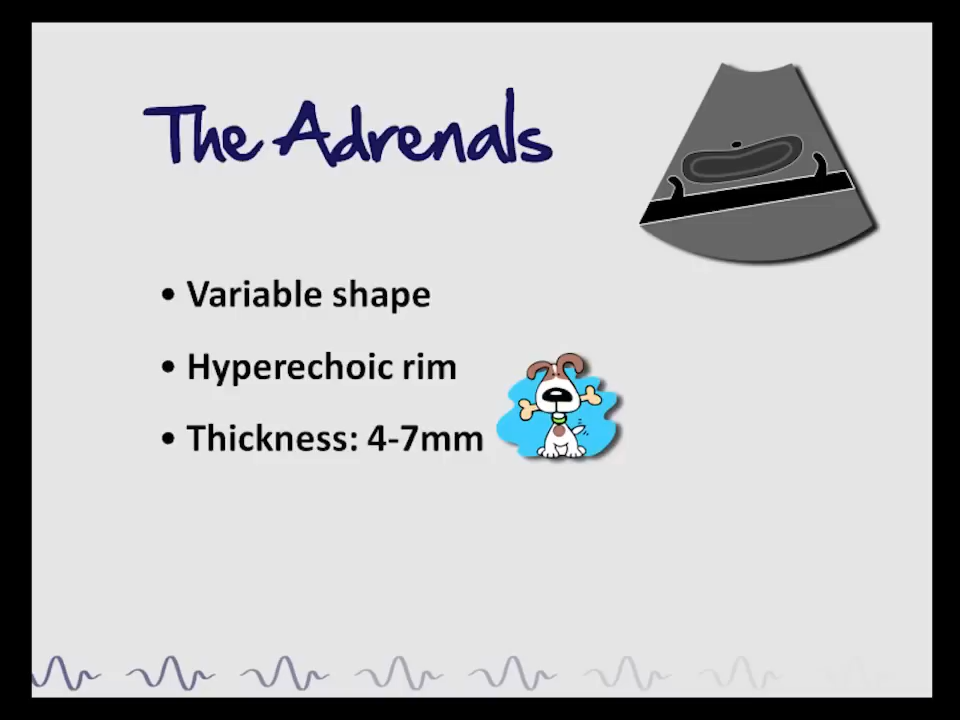 The Adrenals
• Variable shape
• Hyperechoic rim
• Thickness: 4-7mm